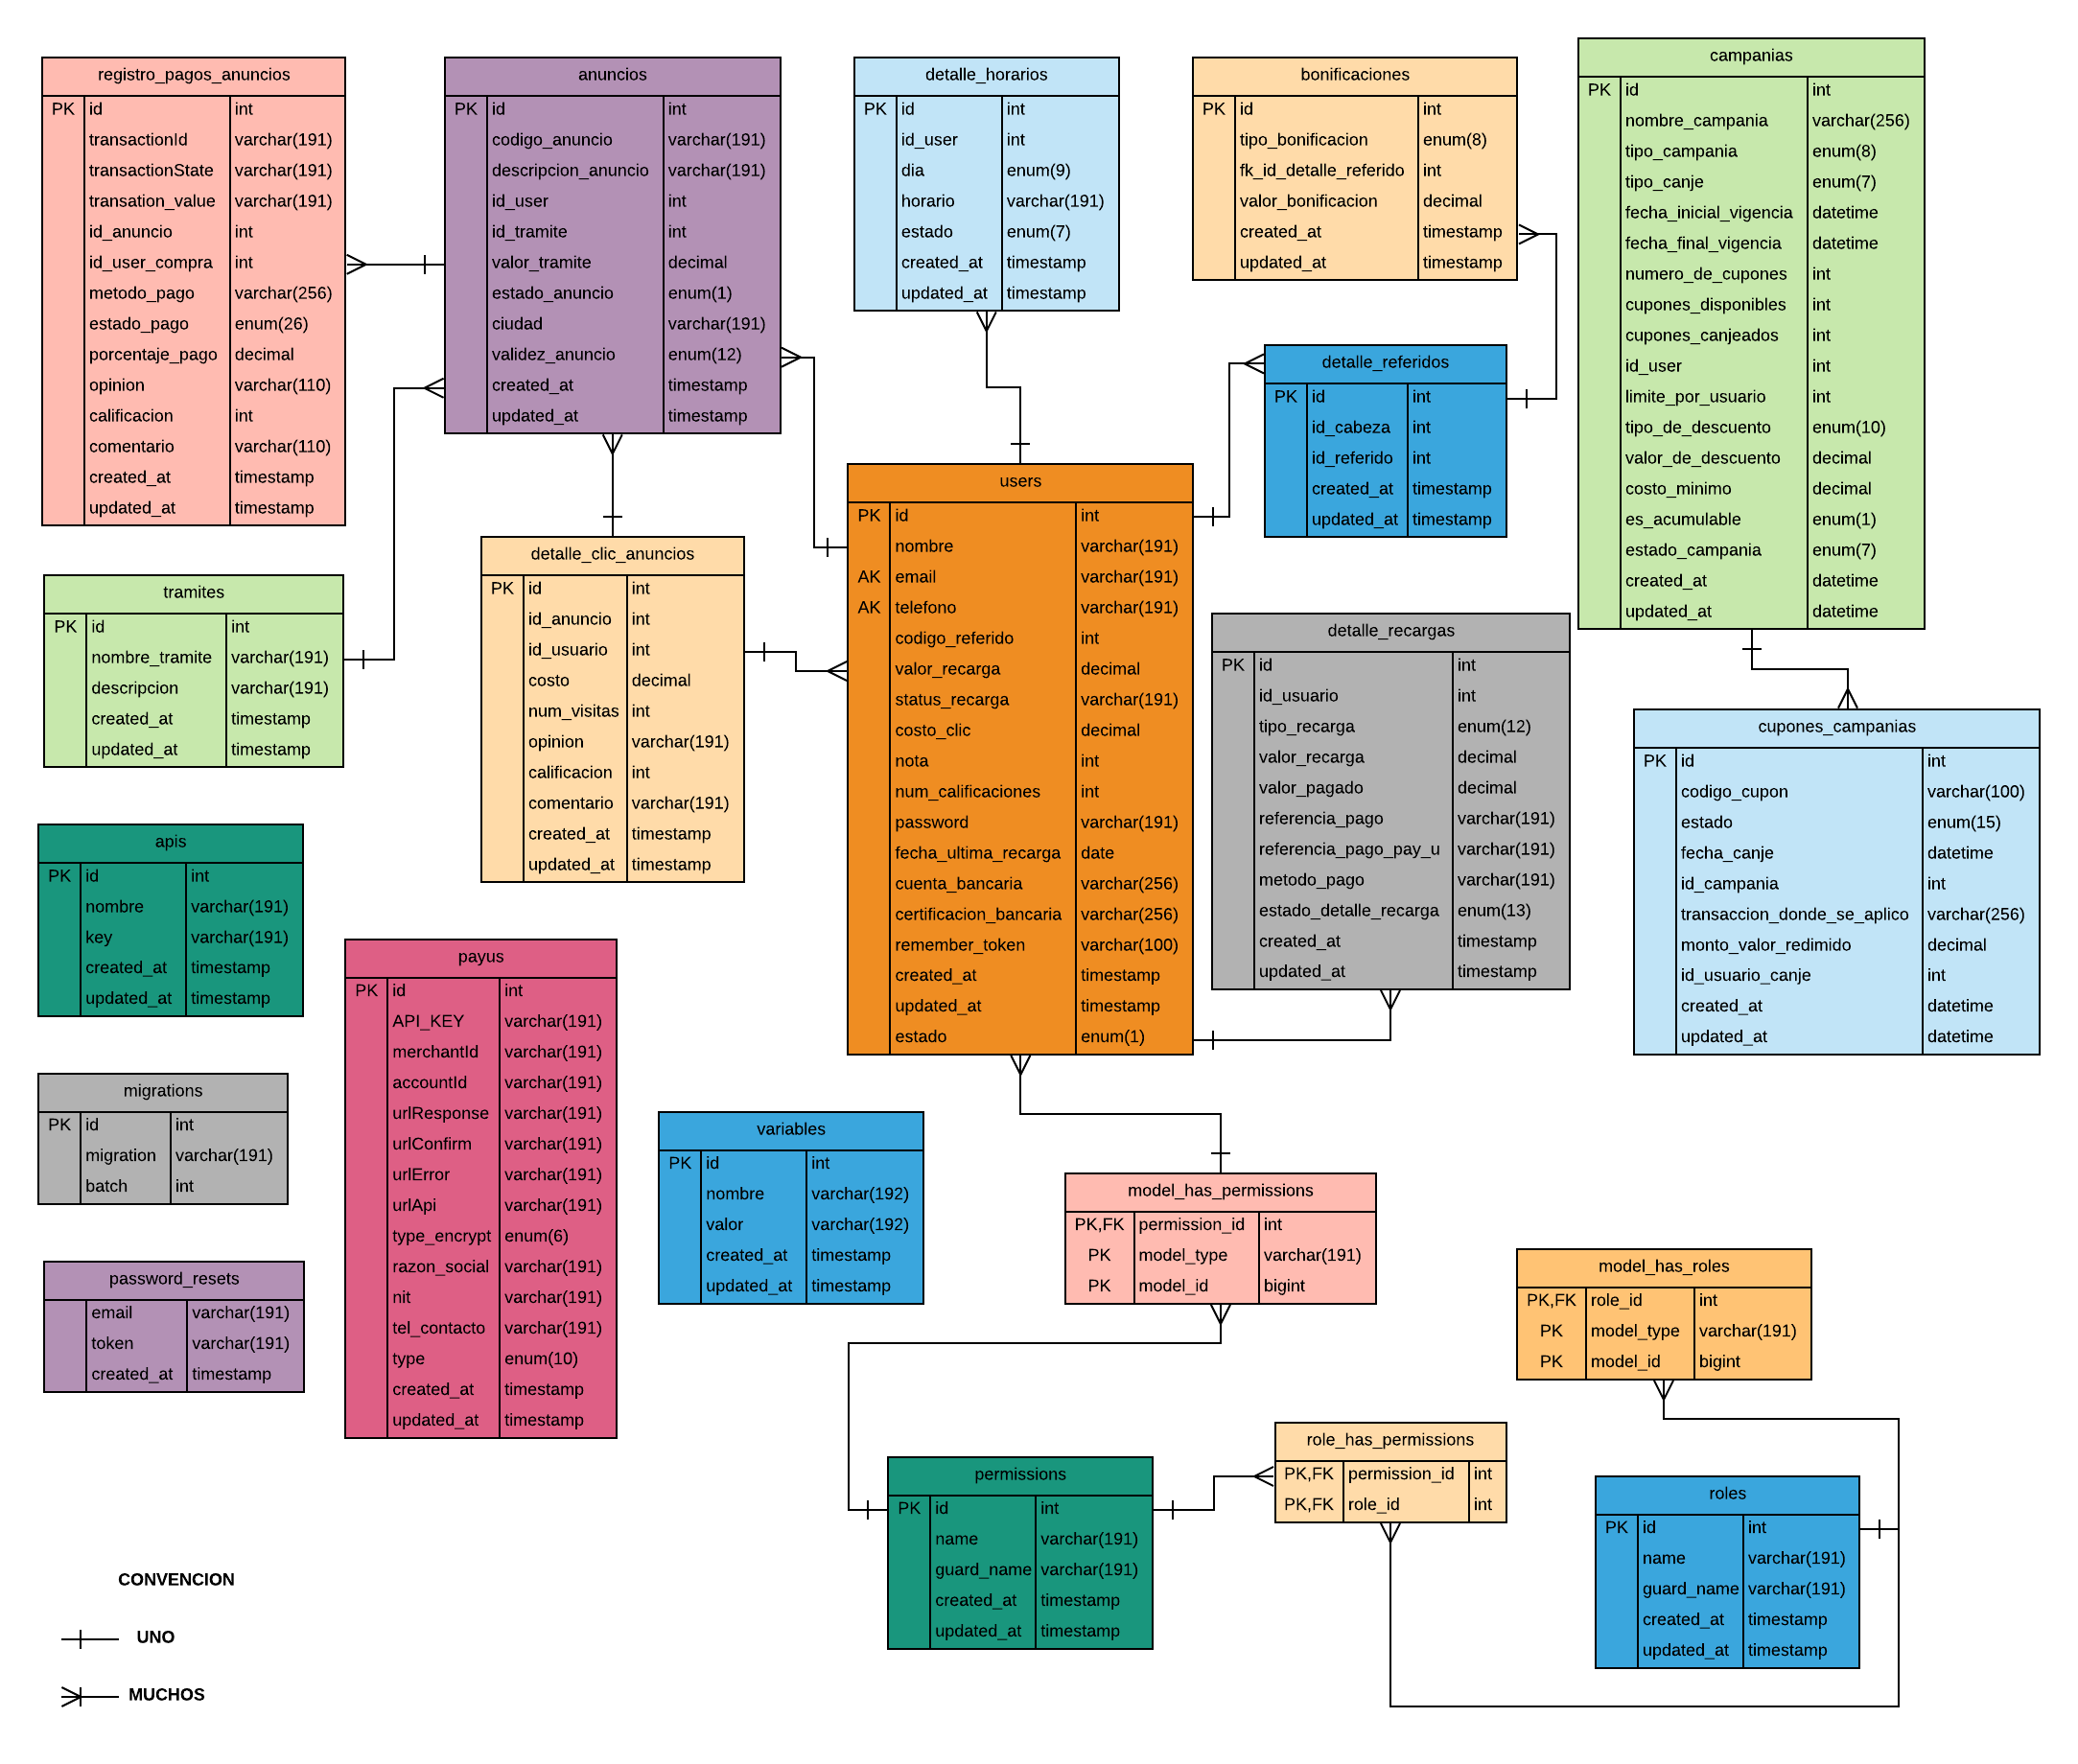 registro_pagos_anuncios
PK id int
transactionId varchar(191)
transactionState varchar(191)
transation_value varchar(191)
id_anuncio int
id_user_compra int
metodo_pago varchar(256)
estado_pago enum(26)
porcentaje_pago decimal
opinion varchar(110)
calificacion int
comentario varchar(110)
created_at timestamp
updated_at timestamp
anuncios
PK id int
codigo_anuncio varchar(191)
descripcion_anuncio varchar(191)
id_user int
id_tramite int
valor_tramite decimal
estado_anuncio enum(1)
ciudad varchar(191)
validez_anuncio enum(12)
created_at timestamp
updated_at timestamp
detalle_horarios
PK id int
id_user int
dia enum(9)
horario varchar(191)
estado enum(7)
created_at timestamp
updated_at timestamp
bonificaciones
PK id int
tipo_bonificacion enum(8)
fk_id_detalle_referido int
valor_bonificacion decimal
created_at timestamp
updated_at timestamp
campanias
PK id int
nombre_campania varchar(256)
tipo_campania enum(8)
tipo_canje enum(7)
fecha_inicial_vigencia datetime
fecha_final_vigencia datetime
numero_de_cupones int
cupones_disponibles int
cupones_canjeados int
id_user int
limite_por_usuario int
tipo_de_descuento enum(10)
valor_de_descuento decimal
costo_minimo decimal
es_acumulable enum(1)
estado_campania enum(7)
created_at datetime
updated_at datetime
detalle_referidos
PK id int
id_cabeza int
id_referido int
created_at timestamp
updated_at timestamp
tramites
PK id int
nombre_tramite varchar(191)
descripcion varchar(191)
created_at timestamp
updated_at timestamp
detalle_clic_anuncios
PK id int
id_anuncio int
id_usuario int
costo decimal
num_visitas int
opinion varchar(191)
calificacion int
comentario varchar(191)
created_at timestamp
updated_at timestamp
users
PK id int
nombre varchar(191)
AK email varchar(191)
AK telefono varchar(191)
codigo_referido int
valor_recarga decimal
status_recarga varchar(191)
costo_clic decimal
nota int
num_calificaciones int
password varchar(191)
fecha_ultima_recarga date
cuenta_bancaria varchar(256)
certificacion_bancaria varchar(256)
remember_token varchar(100)
created_at timestamp
updated_at timestamp
estado enum(1)
detalle_recargas
PK id int
id_usuario int
tipo_recarga enum(12)
valor_recarga decimal
valor_pagado decimal
referencia_pago varchar(191)
referencia_pago_pay_u varchar(191)
metodo_pago varchar(191)
estado_detalle_recarga enum(13)
created_at timestamp
updated_at timestamp
cupones_campanias
PK id int
codigo_cupon varchar(100)
estado enum(15)
fecha_canje datetime
id_campania int
transaccion_donde_se_aplico varchar(256)
monto_valor_redimido decimal
id_usuario_canje int
created_at datetime
updated_at datetime
apis
PK id int
nombre varchar(191)
key varchar(191)
created_at timestamp
updated_at timestamp
payus
PK id int
API_KEY varchar(191)
merchantId varchar(191)
accountId varchar(191)
urlResponse varchar(191)
urlConfirm varchar(191)
urlError varchar(191)
urlApi varchar(191)
type_encrypt enum(6)
razon_social varchar(191)
nit varchar(191)
tel_contacto varchar(191)
type enum(10)
created_at timestamp
updated_at timestamp
migrations
PK id int
migration varchar(191)
batch int
variables
PK id int
nombre varchar(192)
valor varchar(192)
created_at timestamp
updated_at timestamp
model_has_permissions
PK,FK permission_id int
PK model_type varchar(191)
PK model_id bigint
password_resets
email varchar(191)
token varchar(191)
created_at timestamp
model_has_roles
PK,FK role_id int
PK model_type varchar(191)
PK model_id bigint
role_has_permissions
PK,FK permission_id int
PK,FK role_id int
permissions
PK id int
name varchar(191)
guard_name varchar(191)
created_at timestamp
updated_at timestamp
roles
PK id int
name varchar(191)
guard_name varchar(191)
created_at timestamp
updated_at timestamp
CONVENCION
UNO
MUCHOS